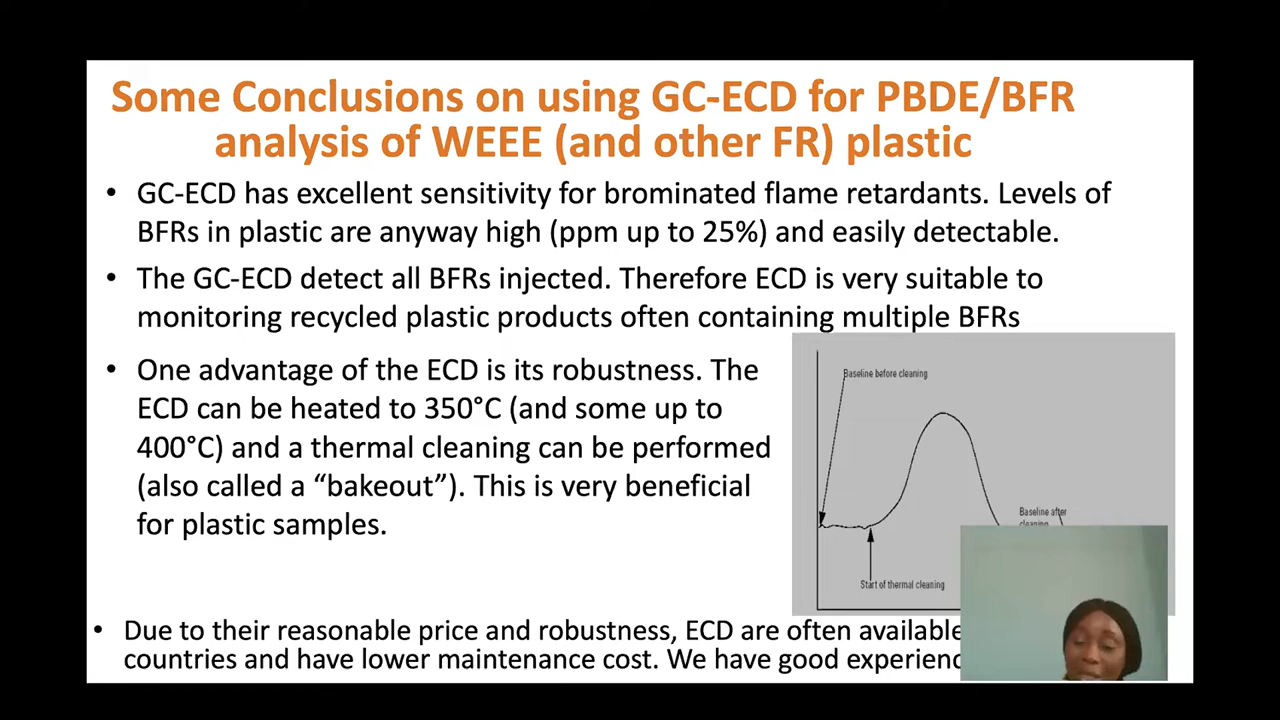 Some Conclusions on using GC-ECD for PBDE/BFR
analysis of WEEE (and other FR) plastic
• GC-ECD has excellent sensitivity for brominated flame retardants. Levels of
BFRs in plastic are anyway high (ppm up to 25%) and easily detectable.
• The GC-ECD detect all BFRs injected. Therefore ECD is very suitable to
monitoring recycled plastic products often containing multiple BFRs
• One advantage of the ECD is its robustness. The
ECD can be heated to 350°C (and some up to
400°C) and a thermal cleaning can be performed
(also called a “bakeout”). This is very beneficial
for plastic samples.
Baseline before cleaning
Baseline after
cleaning
Start of thermal cleaning
• Due to their reasonable price and robustness, ECD are often available
countries and have lower maintenance cost. We have good